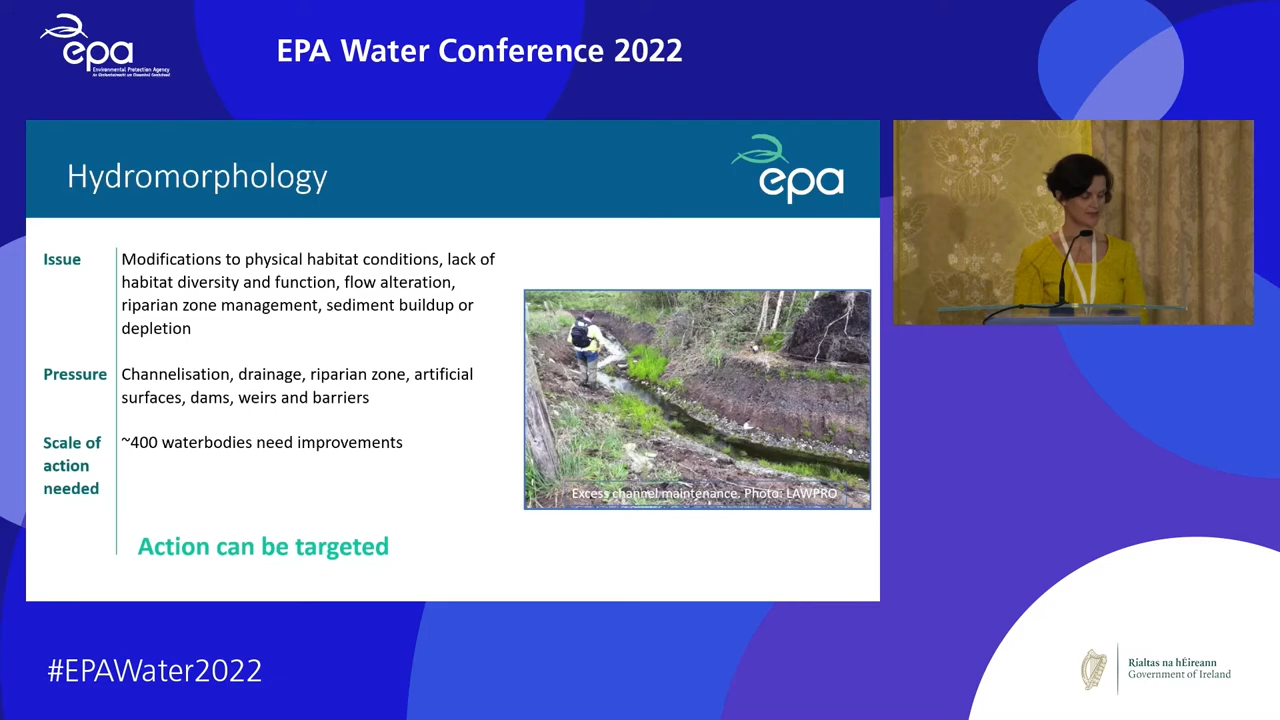 epa
Environmental Protection Agency
EPA Water Conference 2022
Hydromorphology
epa
Issue
Modifications to physical habitat conditions, lack of
habitat diversity and function, flow alteration,
riparian zone management, sediment buildup or
depletion
Pressure
Channelisation, drainage, riparian zone, artificial
surfaces, dams, weirs and barriers
Scale of
action
needed
~400 waterbodies need improvements
Excess channel maintenance. Photo: LAWPRO
Action can be targeted
#EPAWater2022
Rialtas na hÉireann
Government of Ireland